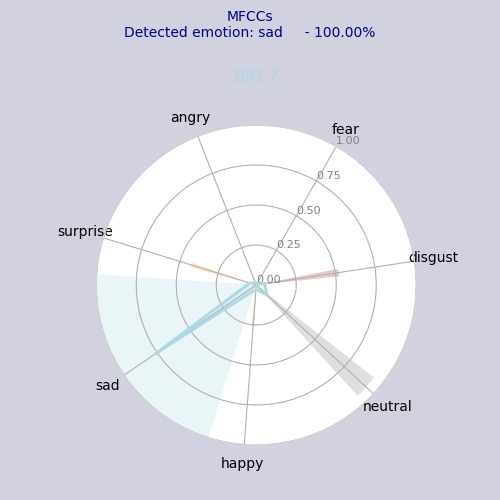 MFCCs
Detected emotion: sad - 100.00%
BIG 7
angry
fear
1.00
0.75
surprise
0.50
0.25
disgust
0.00
sad
neutral
happy